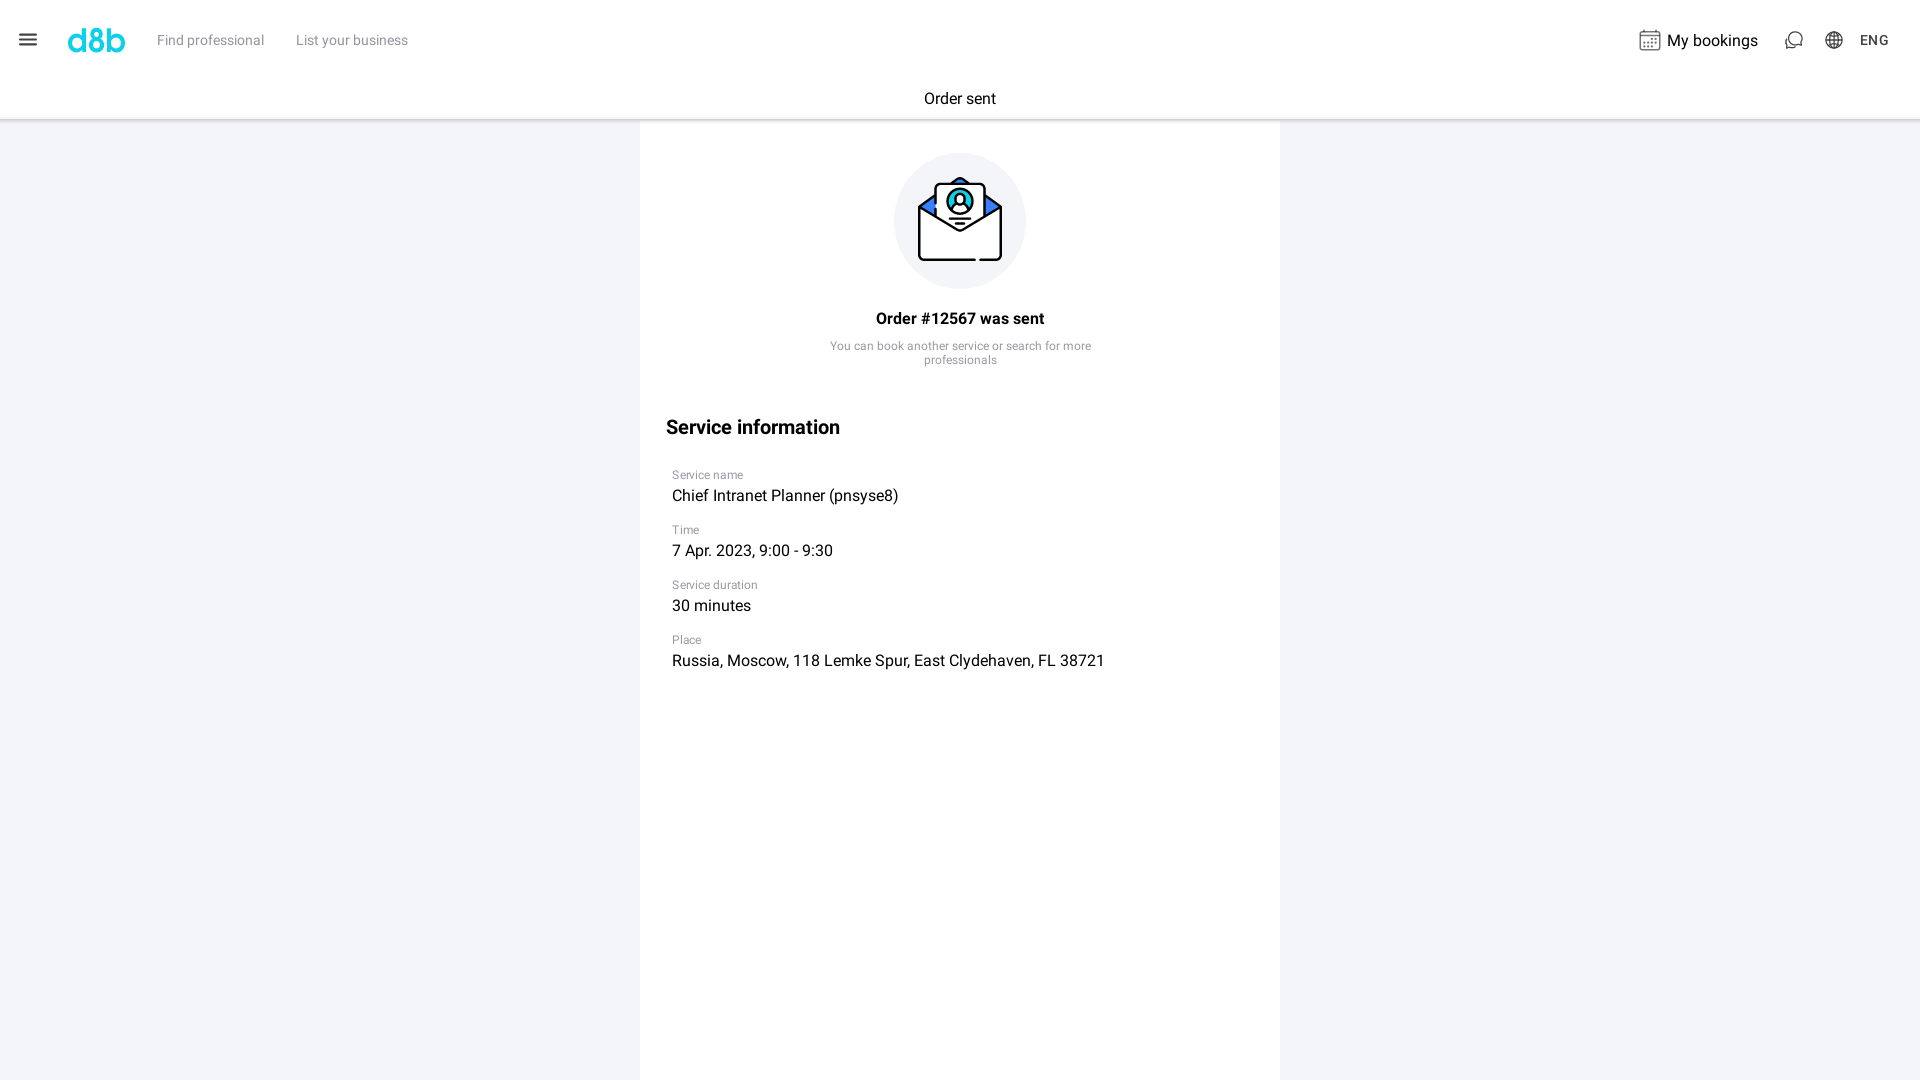 d8b
Find professional
List your business
My bookings
ENG
Order sent
Order #12567 was sent
You can book another service or search for more
professionals
Service information
Service name
Chief Intranet Planner (pnsyse8)
Time
7 Apr. 2023, 9:00 - 9:30
Service duration
30 minutes
Place
Russia, Moscow, 118 Lemke Spur, East Clydehaven, FL 38721